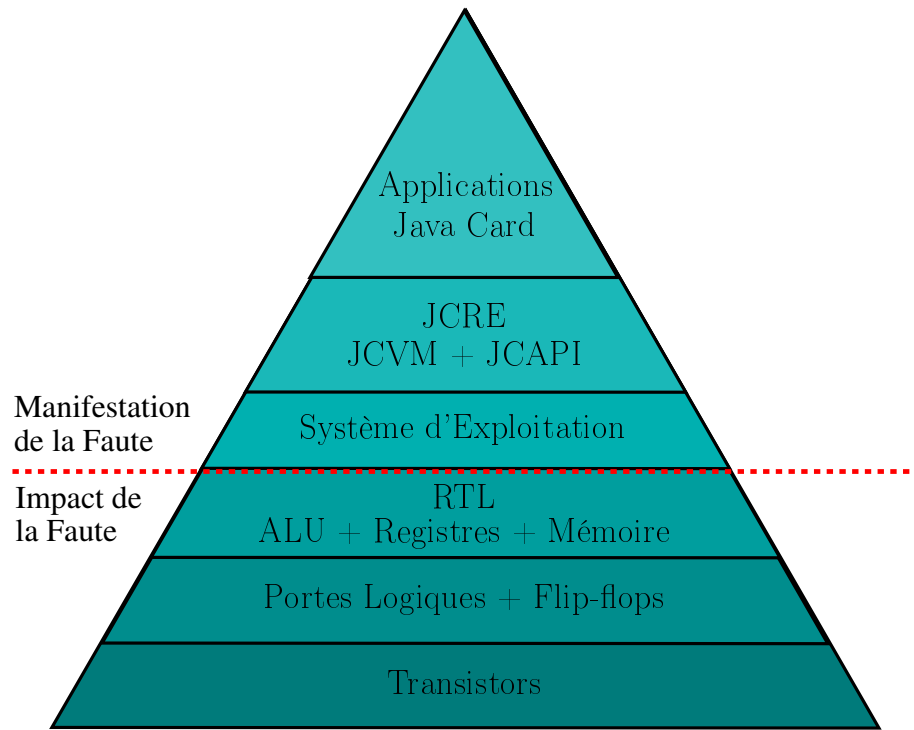 Applications
Java Card
JCRE
JCVM + JCAPI
Manifestation
de la Faute
Système d'Exploitation
Impact de
la Faute
RTL
ALU + Registres + Mémoire
Portes Logiques + Flip-flops
Transistors